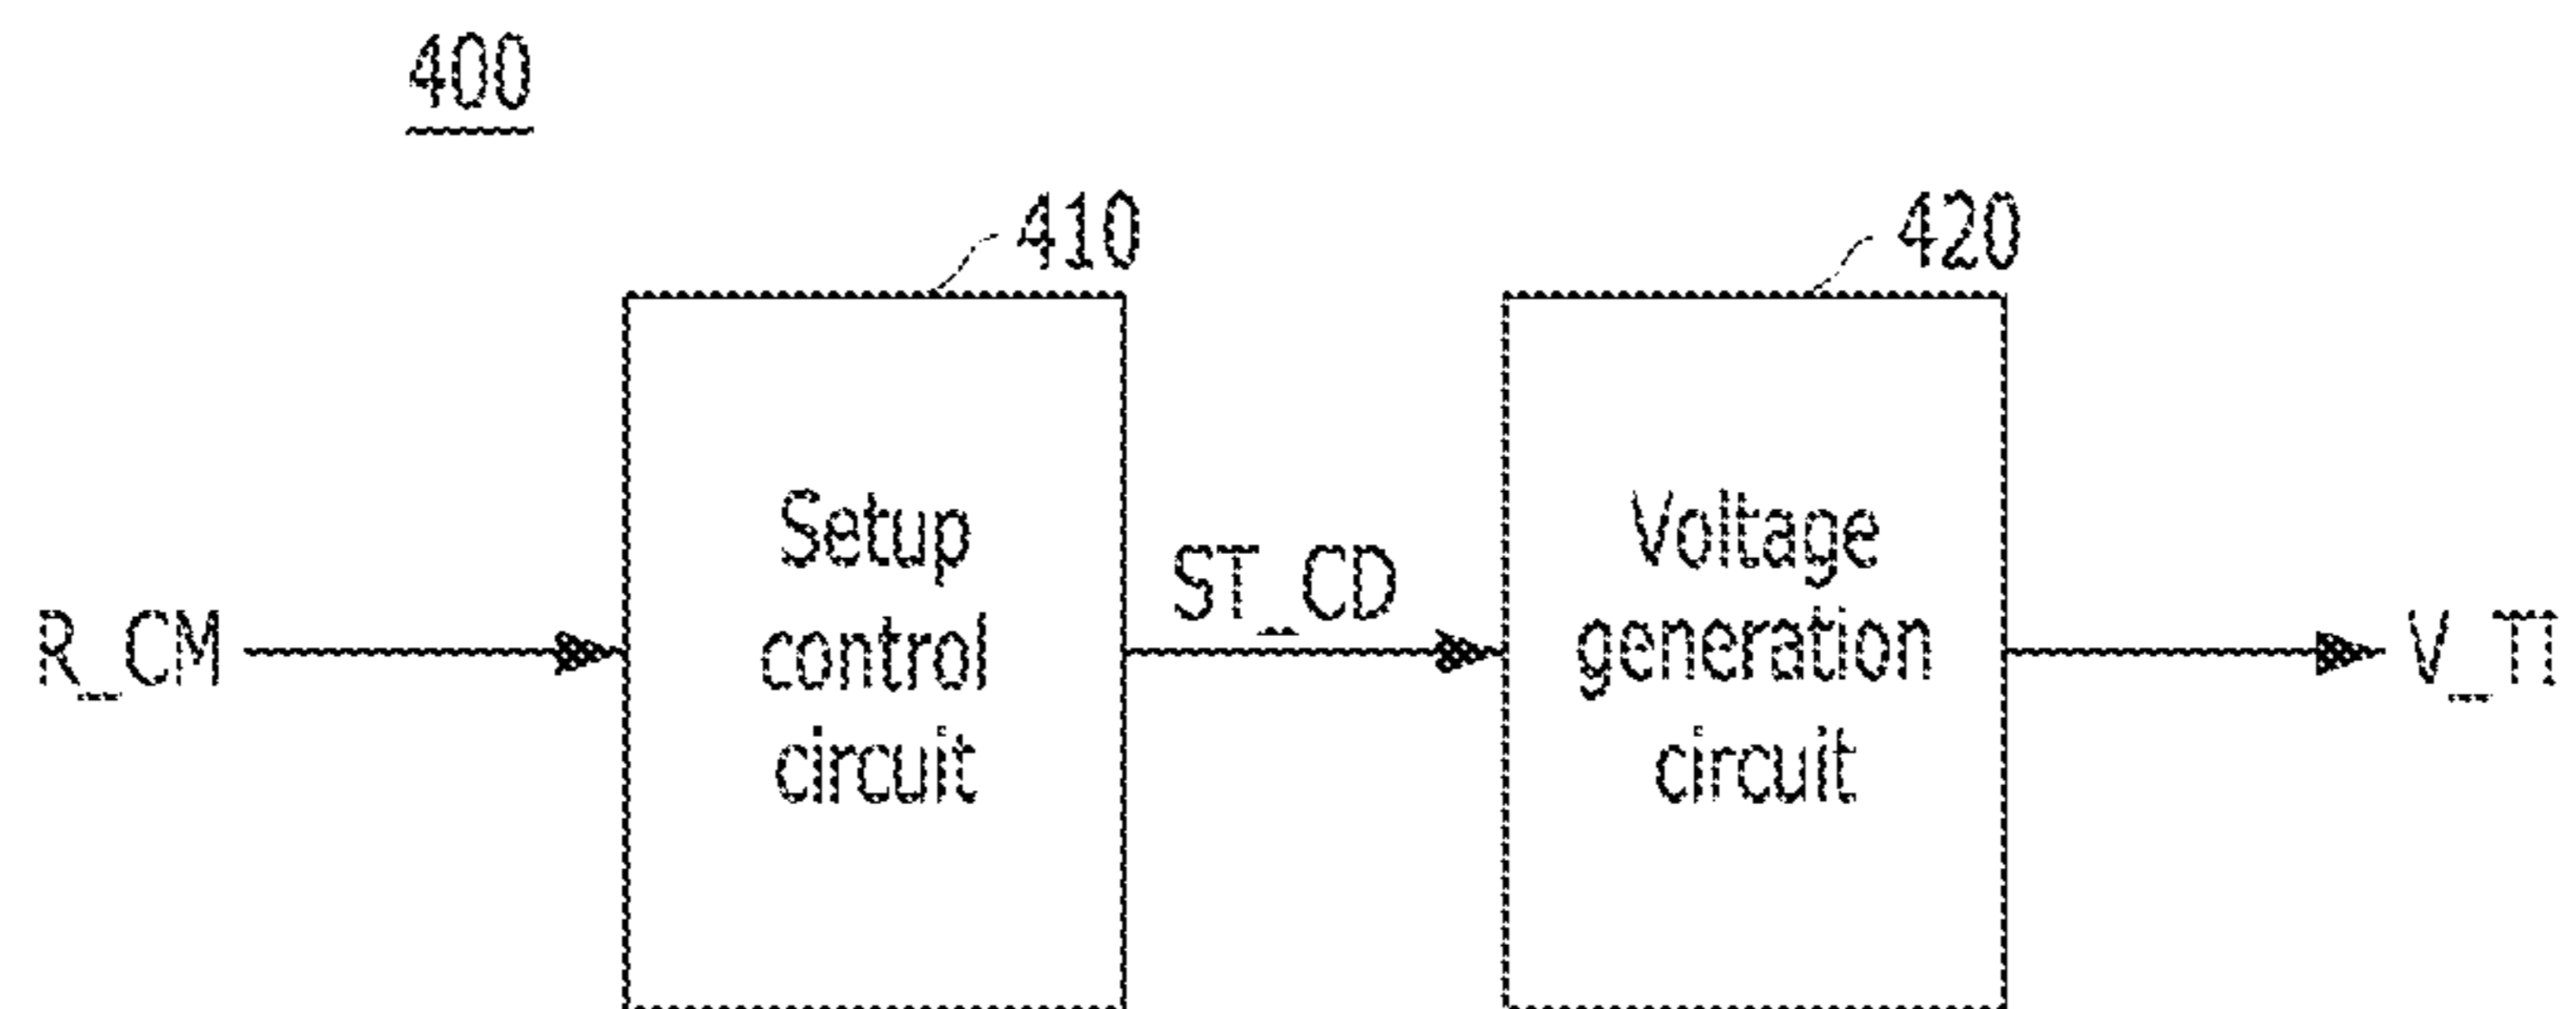 400
410
420
Setup
control
circuit
Voltage
generation
circuit
R_CM
ST_CD
V_TI